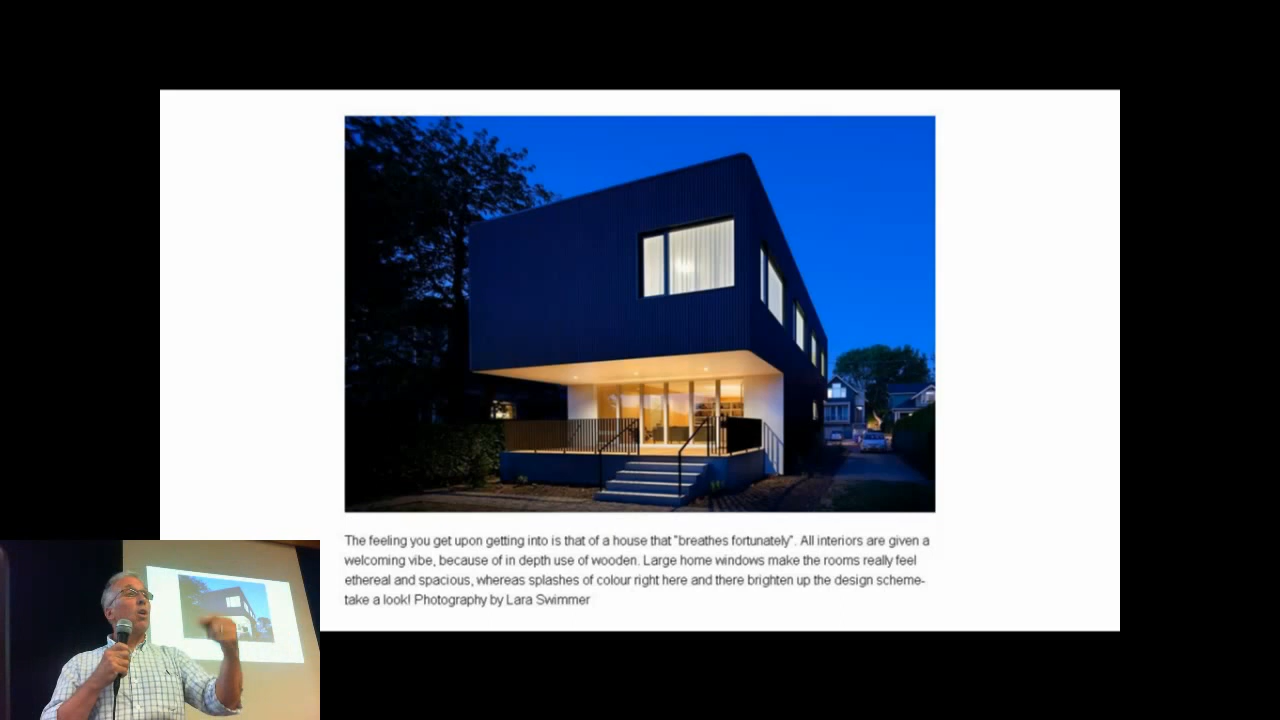 The feeling you get upon getting into is that of a house that "breathes fortunately". All interiors are given a
welcoming vibe, because of in depth use of wooden. Large home windows make the rooms really feel
ethereal and spacious, whereas splashes of colour right here and there brighten up the design scheme-
take a look! Photography by Lara Swimmer